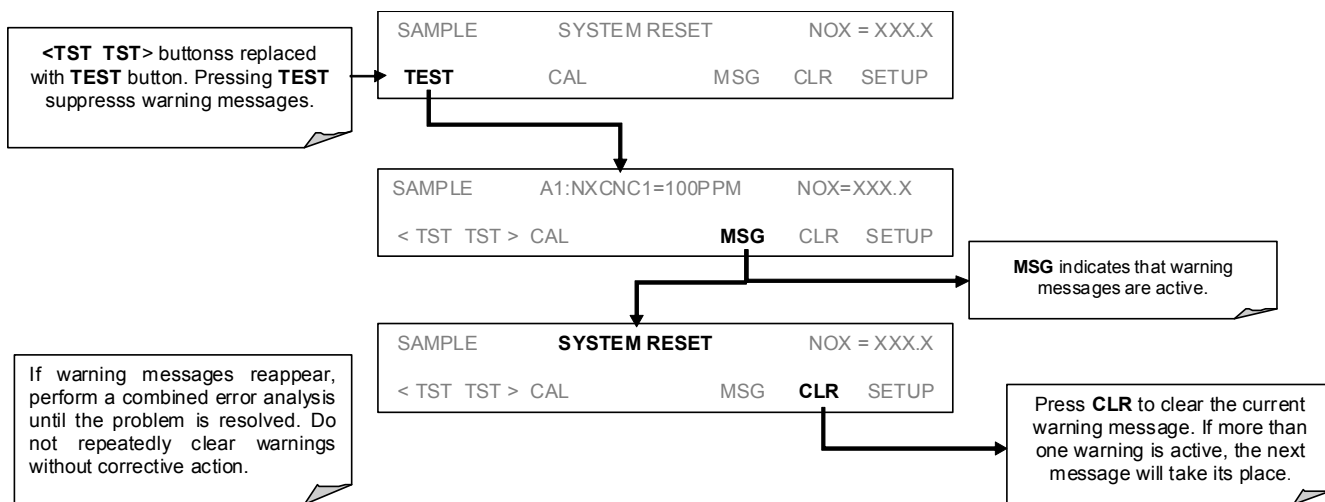 <TST TST> buttonss replaced
with TEST button. Pressing TEST
suppresss warning messages.
SAMPLE SYSTEM RESET NOX = XXX.X
TEST CAL MSG CLR SETUP
SAMPLE A1:NXCNC1=100PPM NOX=XXX.X
< TST TST > CAL MSG CLR SETUP
MSG indicates that warning
messages are active.
SAMPLE SYSTEM RESET NOX = XXX.X
< TST TST > CAL MSG CLR SETUP
If warning messages reappear,
perform a combined error analysis
until the problem is resolved. Do
not repeatedly clear warnings
without corrective action.
Press CLR to clear the current
warning message. If more than
one warning is active, the next
message will take its place.